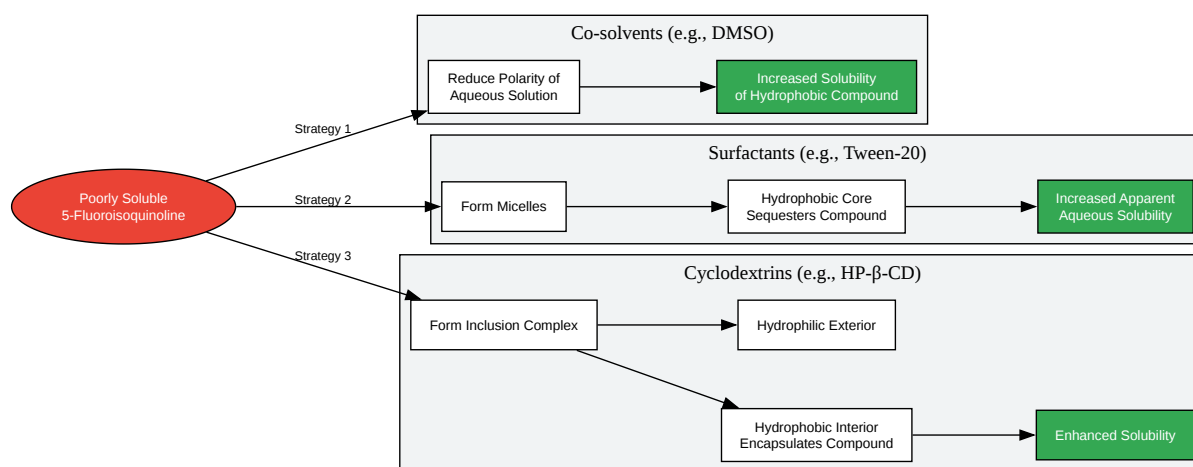 Co-solvents (e.g., DMSO)
Reduce Polarity of
Aqueous Solution
Increased Solubility
of Hydrophobic Compound
Strategy 1
Surfactants (e.g., Tween-20)
Poorly Soluble
5-Fluoroisoquinoline
Strategy 2
Form Micelles
Hydrophobic Core
Sequesters Compound
Increased Apparent
Aqueous Solubility
Strategy 3
Cyclodextrins (e.g., HP-β-CD)
Form Inclusion Complex
Hydrophilic Exterior
Hydrophobic Interior
Encapsulates Compound
Enhanced Solubility